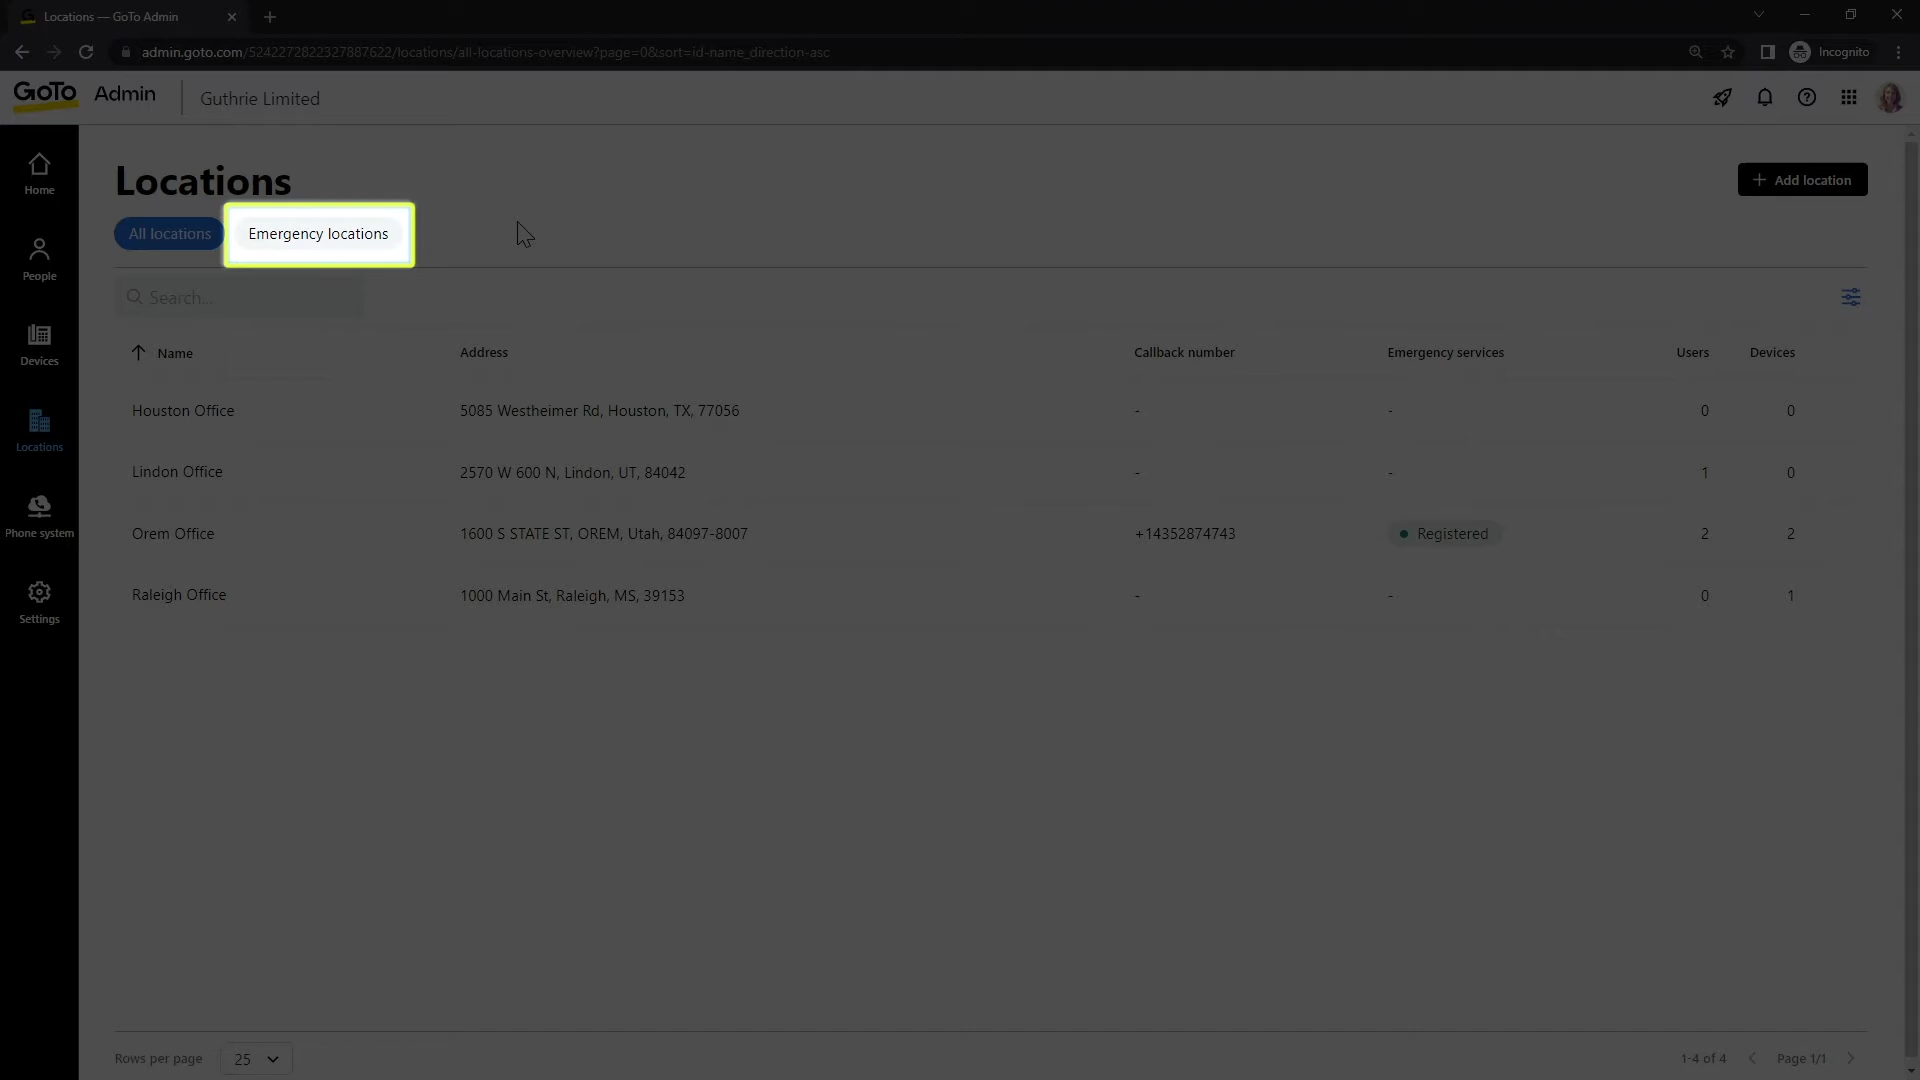 Locations — GoTo Admin
admin.goto.com/5242272822327887622/locations/all-locations-overview?page=0&sort=id-name_direction-asc
Incognito
GoTo Admin Guthrie Limited
Home
People
Devices
Locations
Phone system
Settings
Locations
+ Add location
All locations Emergency locations
Search...
Name Address Callback number Emergency services Users Devices
Houston Office 5085 Westheimer Rd, Houston, TX, 77056 - - 0 0
Lindon Office 2570 W 600 N, Lindon, UT, 84042 - - 1 0
Orem Office 1600 S STATE ST, OREM, Utah, 84097-8007 +14352874743 Registered 2 2
Raleigh Office 1000 Main St, Raleigh, MS, 39153 - - 0 1
Rows per page 25 1-4 of 4 Page 1/1